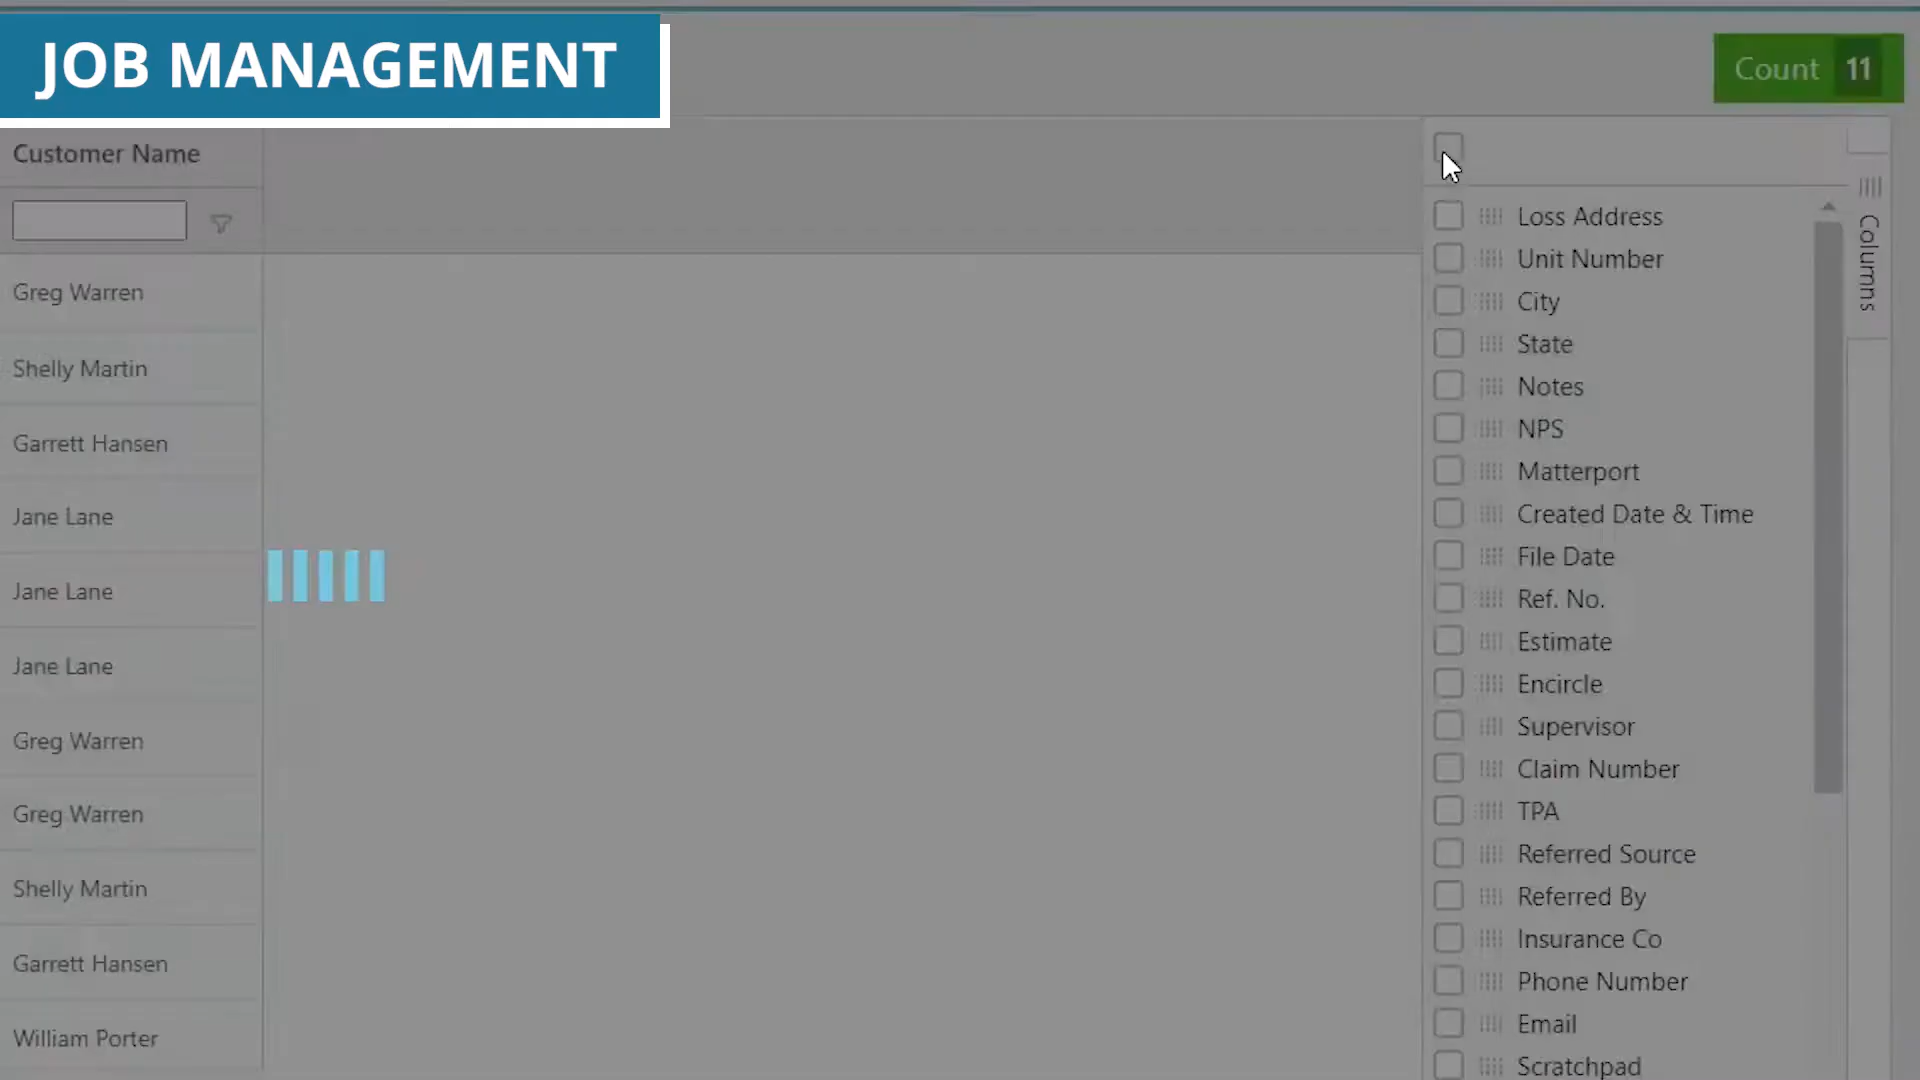 JOB MANAGEMENT
Count 11
Customer Name
Greg Warren
Shelly Martin
Garrett Hansen
Jane Lane
Jane Lane
Jane Lane
Greg Warren
Greg Warren
Shelly Martin
Garrett Hansen
William Porter
Loss Address
Unit Number
City
State
Notes
NPS
Matterport
Created Date & Time
File Date
Ref. No.
Estimate
Encircle
Supervisor
Claim Number
TPA
Referred Source
Referred By
Insurance Co
Phone Number
Email
Scratchpad
Columns